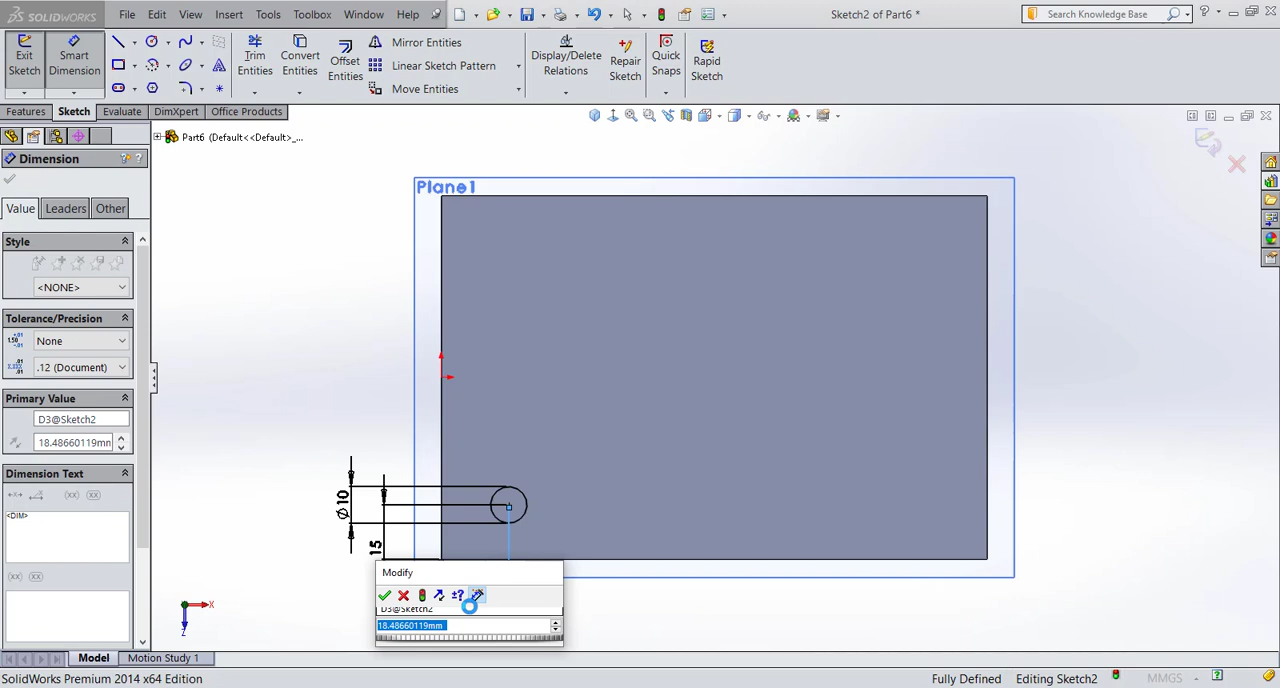 SOLIDWORKS File Edit View Insert Tools Toolbox Window Help Sketch2 of Part6 * Search Knowledge Base
Exit Sketch
Smart Dimension
Trim Entities
Convert Entities
Offset Entities
Mirror Entities
Linear Sketch Pattern
Move Entities
Display/Delete Relations
Repair Sketch
Quick Snaps
Rapid Sketch
Features Sketch Evaluate DimXpert Office Products
Part6 (Default<<Default>_...
Dimension
Value Leaders Other
Style
<NONE>
Tolerance/Precision
None
.12 (Document)
Primary Value
D3@Sketch2
18.48660119mm
Dimension Text
<DIM>
Plane1
Ø10
15
Modify
D3@Sketch2
18.48660119mm
X
Z
Model Motion Study 1
SolidWorks Premium 2014 x64 Edition Fully Defined Editing Sketch2 MMGS